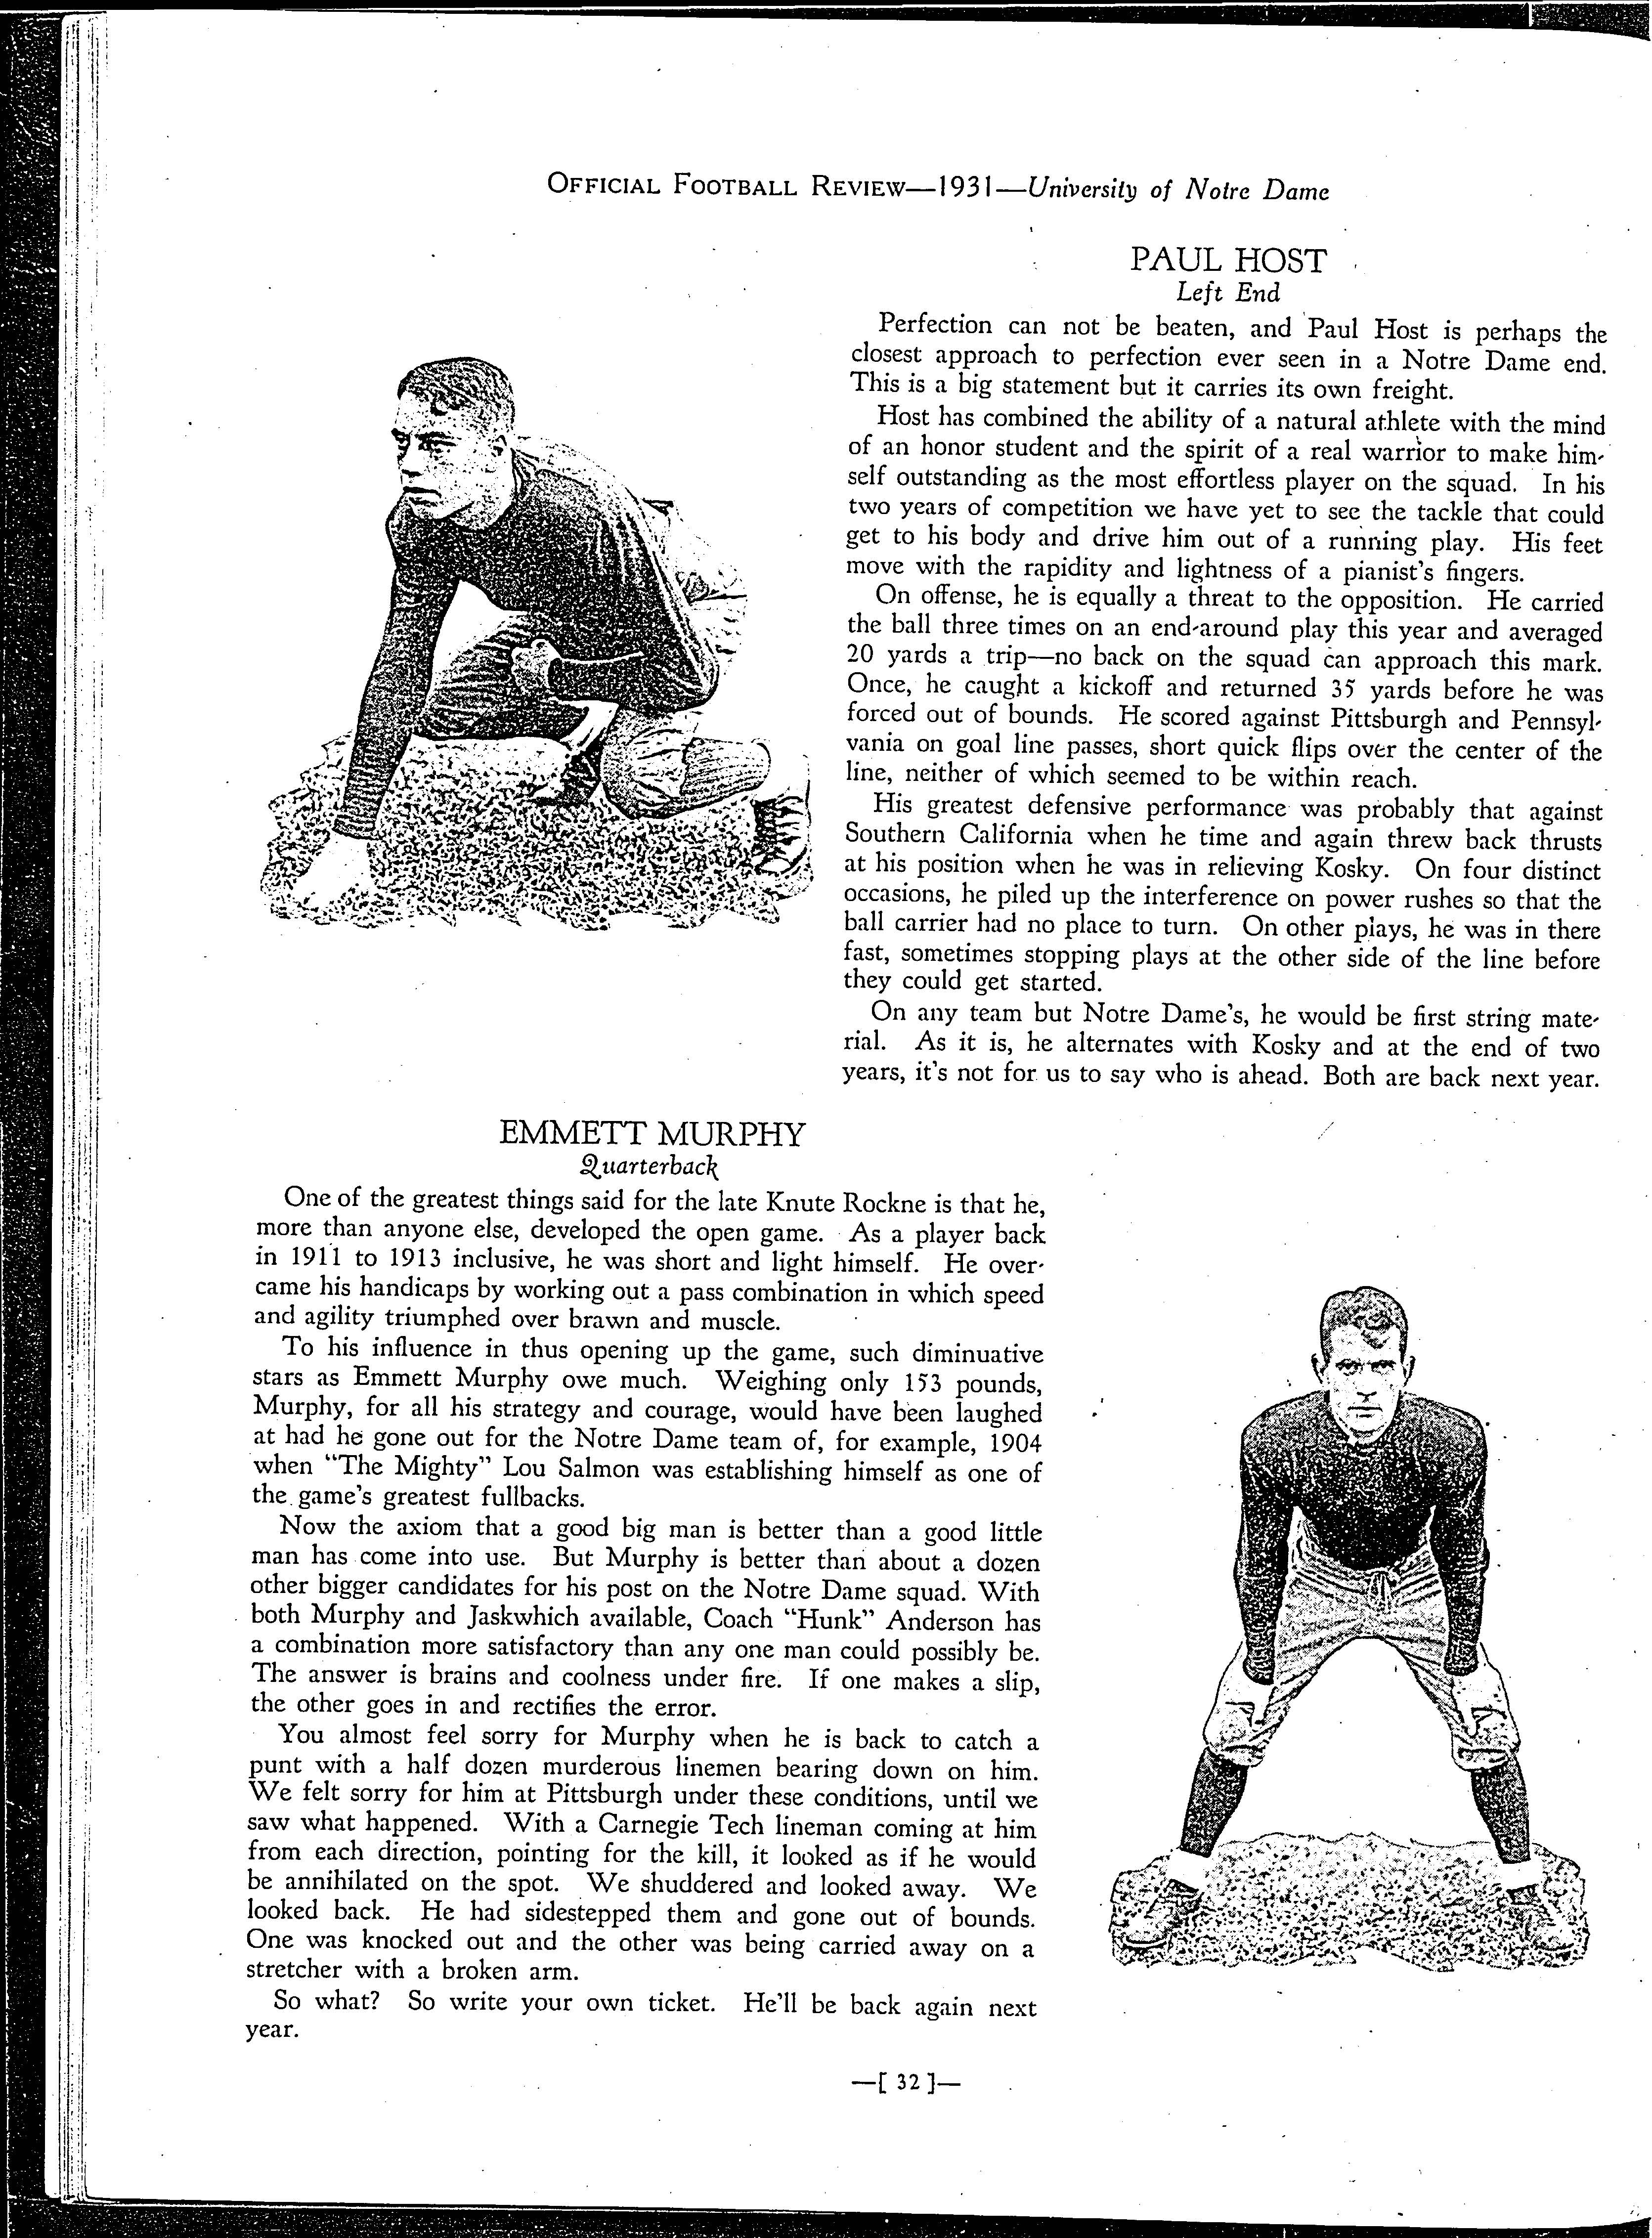 OFFICIAL FOOTBALL REVIEW—1931—University of Notre Dame
PAUL HOST
Left End
Perfection can not be beaten, and Paul Host is perhaps the
closest approach to perfection ever seen in a Notre Dame end.
This is a big statement but it carries its own freight.
Host has combined the ability of a natural athlete with the mind
of an honor student and the spirit of a real warrior to make him-
self outstanding as the most effortless player on the squad. In his
two years of competition we have yet to see the tackle that could
get to his body and drive him out of a running play. His feet
move with the rapidity and lightness of a pianist's fingers.
On offense, he is equally a threat to the opposition. He carried
the ball three times on an end-around play this year and averaged
20 yards a trip—no back on the squad can approach this mark.
Once, he caught a kickoff and returned 35 yards before he was
forced out of bounds. He scored against Pittsburgh and Pennsyl-
vania on goal line passes, short quick flips over the center of the
line, neither of which seemed to be within reach.
His greatest defensive performance was probably that against
Southern California when he time and again threw back thrusts
at his position when he was in relieving Kosky. On four distinct
occasions, he piled up the interference on power rushes so that the
ball carrier had no place to turn. On other plays, he was in there
fast, sometimes stopping plays at the other side of the line before
they could get started.
On any team but Notre Dame's, he would be first string mate-
rial. As it is, he alternates with Kosky and at the end of two
years, it's not for us to say who is ahead. Both are back next year.
EMMETT MURPHY
Quarterback
One of the greatest things said for the late Knute Rockne is that he,
more than anyone else, developed the open game. As a player back
in 1911 to 1913 inclusive, he was short and light himself. He over-
came his handicaps by working out a pass combination in which speed
and agility triumphed over brawn and muscle.
To his influence in thus opening up the game, such diminuative
stars as Emmett Murphy owe much. Weighing only 153 pounds,
Murphy, for all his strategy and courage, would have been laughed
at had he gone out for the Notre Dame team of, for example, 1904
when "The Mighty" Lou Salmon was establishing himself as one of
the game's greatest fullbacks.
Now the axiom that a good big man is better than a good little
man has come into use. But Murphy is better than about a dozen
other bigger candidates for his post on the Notre Dame squad. With
both Murphy and Jaskwhich available, Coach "Hunk" Anderson has
a combination more satisfactory than any one man could possibly be.
The answer is brains and coolness under fire. If one makes a slip,
the other goes in and rectifies the error.
You almost feel sorry for Murphy when he is back to catch a
punt with a half dozen murderous linemen bearing down on him.
We felt sorry for him at Pittsburgh under these conditions, until we
saw what happened. With a Carnegie Tech lineman coming at him
from each direction, pointing for the kill, it looked as if he would
be annihilated on the spot. We shuddered and looked away. We
looked back. He had sidestepped them and gone out of bounds.
One was knocked out and the other was being carried away on a
stretcher with a broken arm.
So what? So write your own ticket. He'll be back again next
year.
—[ 32 ]—